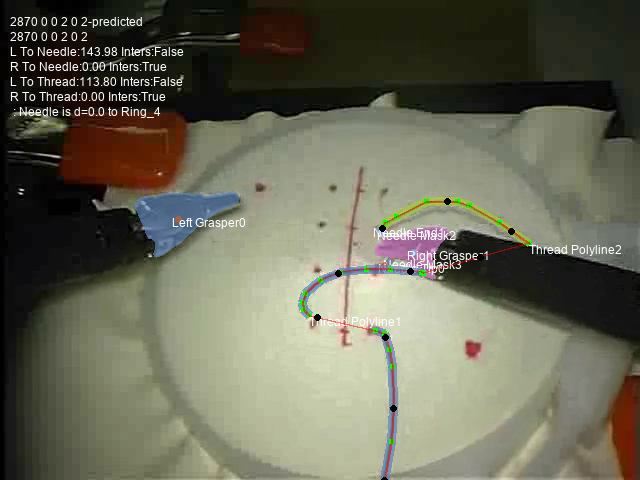 2870 0 0 2 0 2-predicted
2870 0 0 2 0 2
L To Needle:143.98 Inters:False
R To Needle:0.00 Inters:True
L To Thread:113.80 Inters:False
R To Thread:0.00 Inters:True
: Needle is d=0.0 to Ring_4
Left Grasper0
Needle Mask2
Thread Polyline2
Right Grasper1
Needle Mask3
Thread Polyline1